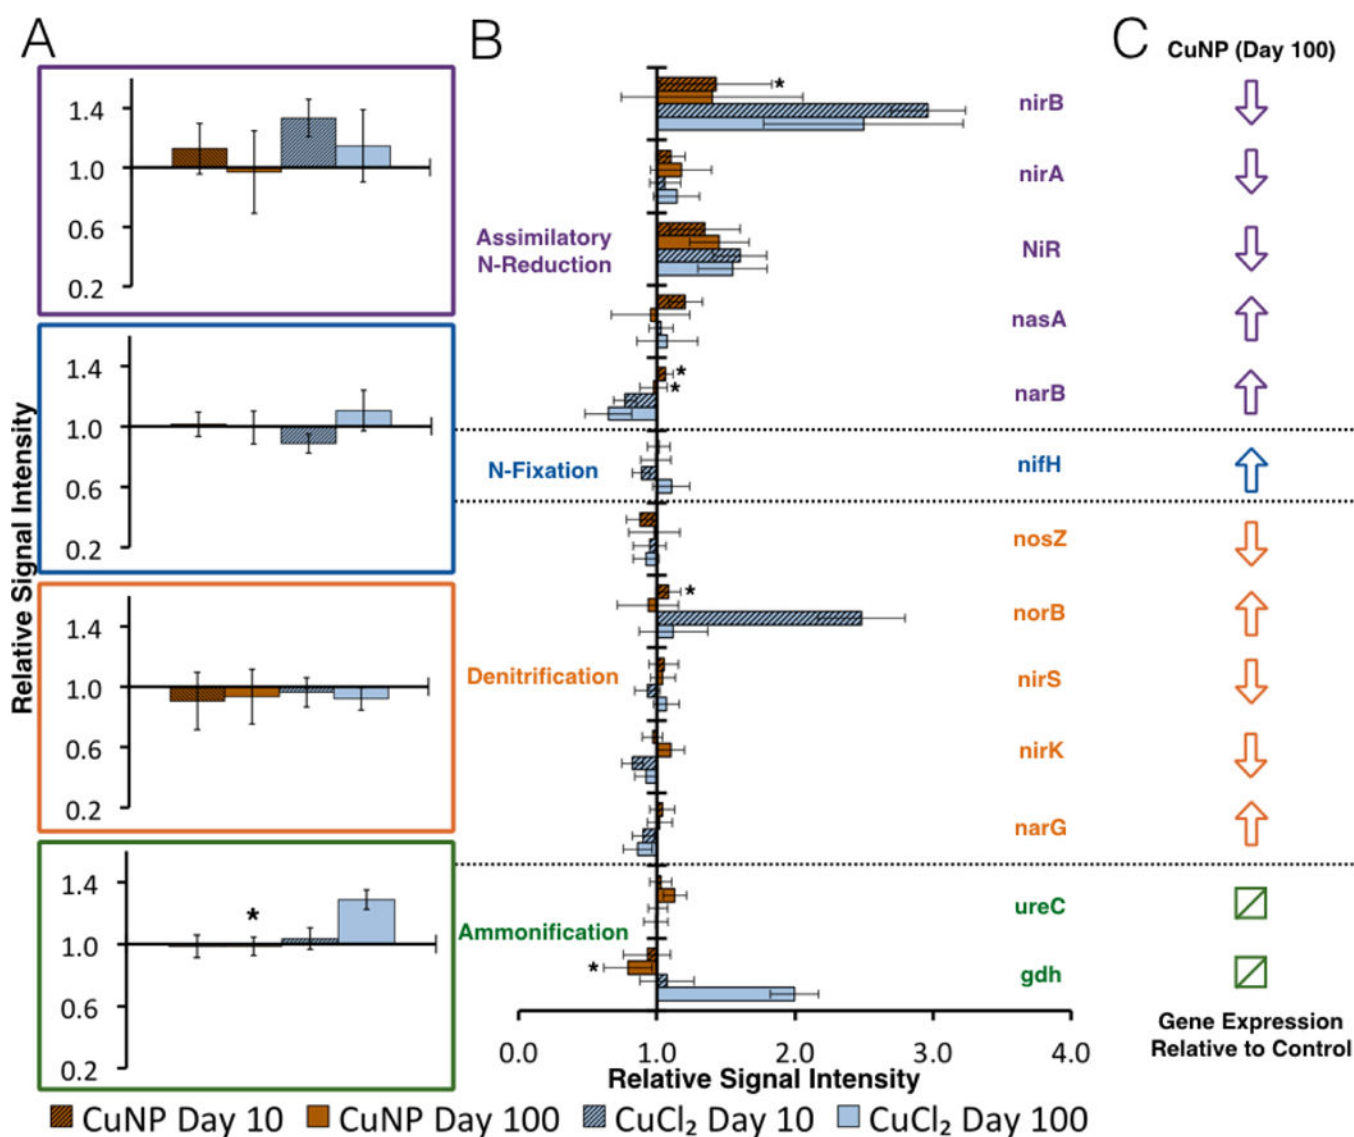 A
B
C
CuNP (Day 100)
Relative Signal Intensity
1.4
1.0
0.6
0.2
1.4
1.0
0.6
0.2
1.4
1.0
0.6
0.2
1.4
*
1.0
0.6
0.2
Assimilatory
N-Reduction
N-Fixation
Denitrification
Ammonification
*
*
*
*
*
nirB
nirA
NiR
nasA
narB
nifH
nosZ
norB
nirS
nirK
narG
ureC
gdh
0.0 1.0 2.0 3.0 4.0
Relative Signal Intensity
Gene Expression
Relative to Control
CuNP Day 10 CuNP Day 100 CuCl₂ Day 10 CuCl₂ Day 100